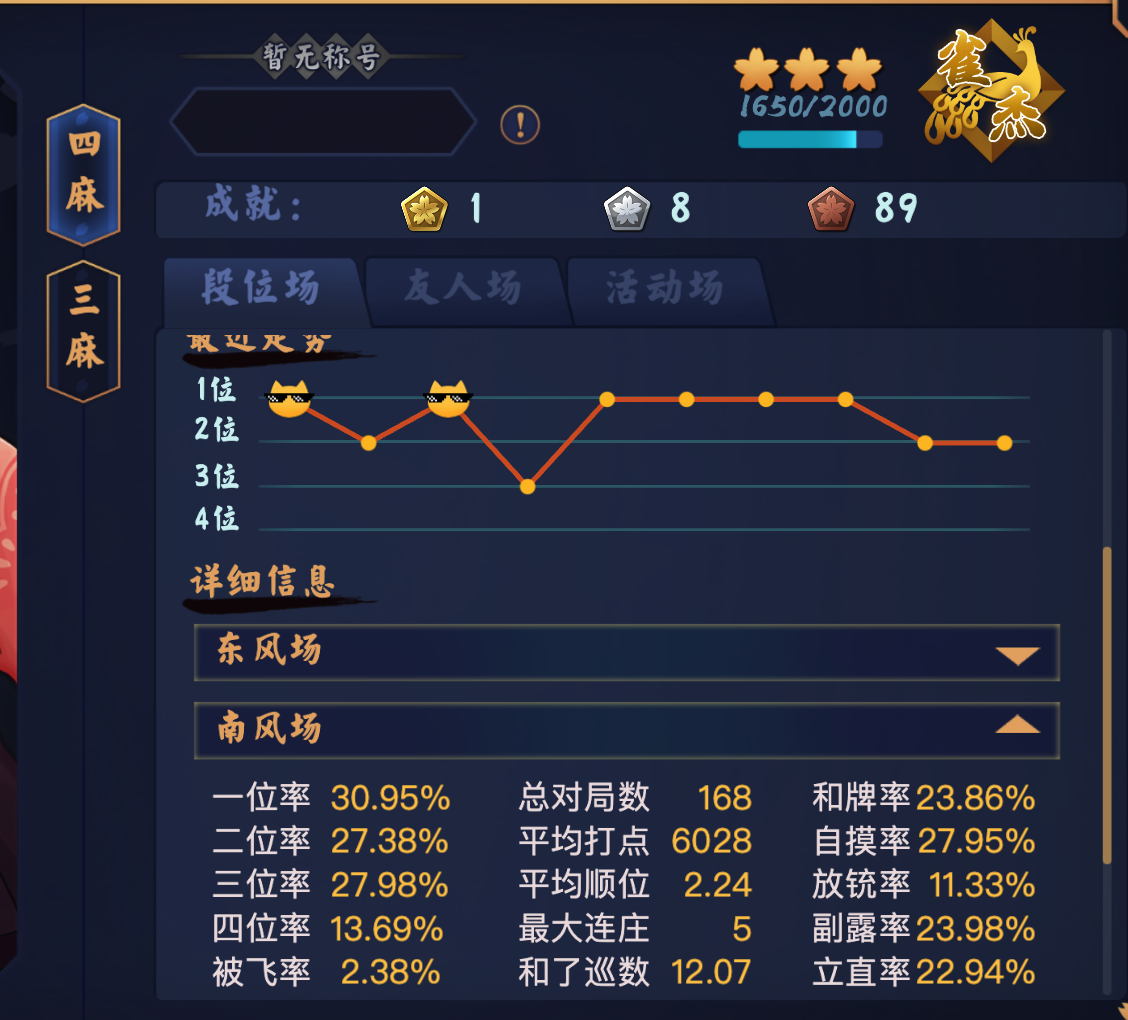 暂无称号
1650/2000
雀杰
四麻
三麻
成就： 1 8 89
段位场 友人场 活动场
最近走势
1位
2位
3位
4位
详细信息
东风场
南风场
一位率 30.95% 总对局数 168 和牌率 23.86%
二位率 27.38% 平均打点 6028 自摸率 27.95%
三位率 27.98% 平均顺位 2.24 放铳率 11.33%
四位率 13.69% 最大连庄 5 副露率 23.98%
被飞率 2.38% 和了巡数 12.07 立直率 22.94%